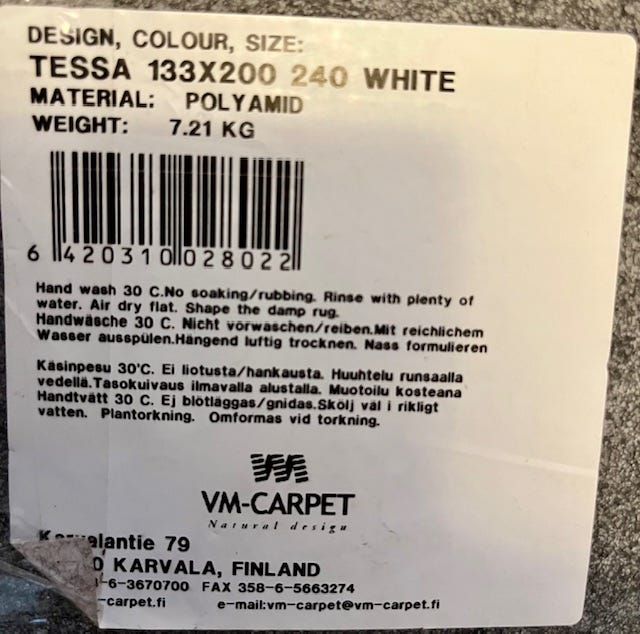 DESIGN, COLOUR, SIZE:
TESSA 133X200 240 WHITE
MATERIAL: POLYAMID
WEIGHT: 7.21 KG
6 420310 028022
Hand wash 30 C.No soaking/rubbing. Rinse with plenty of
water. Air dry flat. Shape the damp rug.
Handwäsche 30 C. Nicht vorwaschen/reiben.Mit reichlichem
Wasser ausspülen.Hängend luftig trocknen. Nass formulieren
Käsinpesu 30'C. Ei liotusta/hankausta. Huuhtelu runsaalla
vedellä.Tasokuivaus ilmavalla alustalla. Muotoilu kosteana
Handtvätt 30 C. Ej blötläggas/gnidas.Skölj väl i rikligt
vatten. Plantorkning. Omformas vid torkning.
VM-CARPET
Natural design
79
0 KARVALA, FINLAND
-6-3670700 FAX 358-6-5663274
-carpet.fi e-mail:vm-carpet@vm-carpet.fi